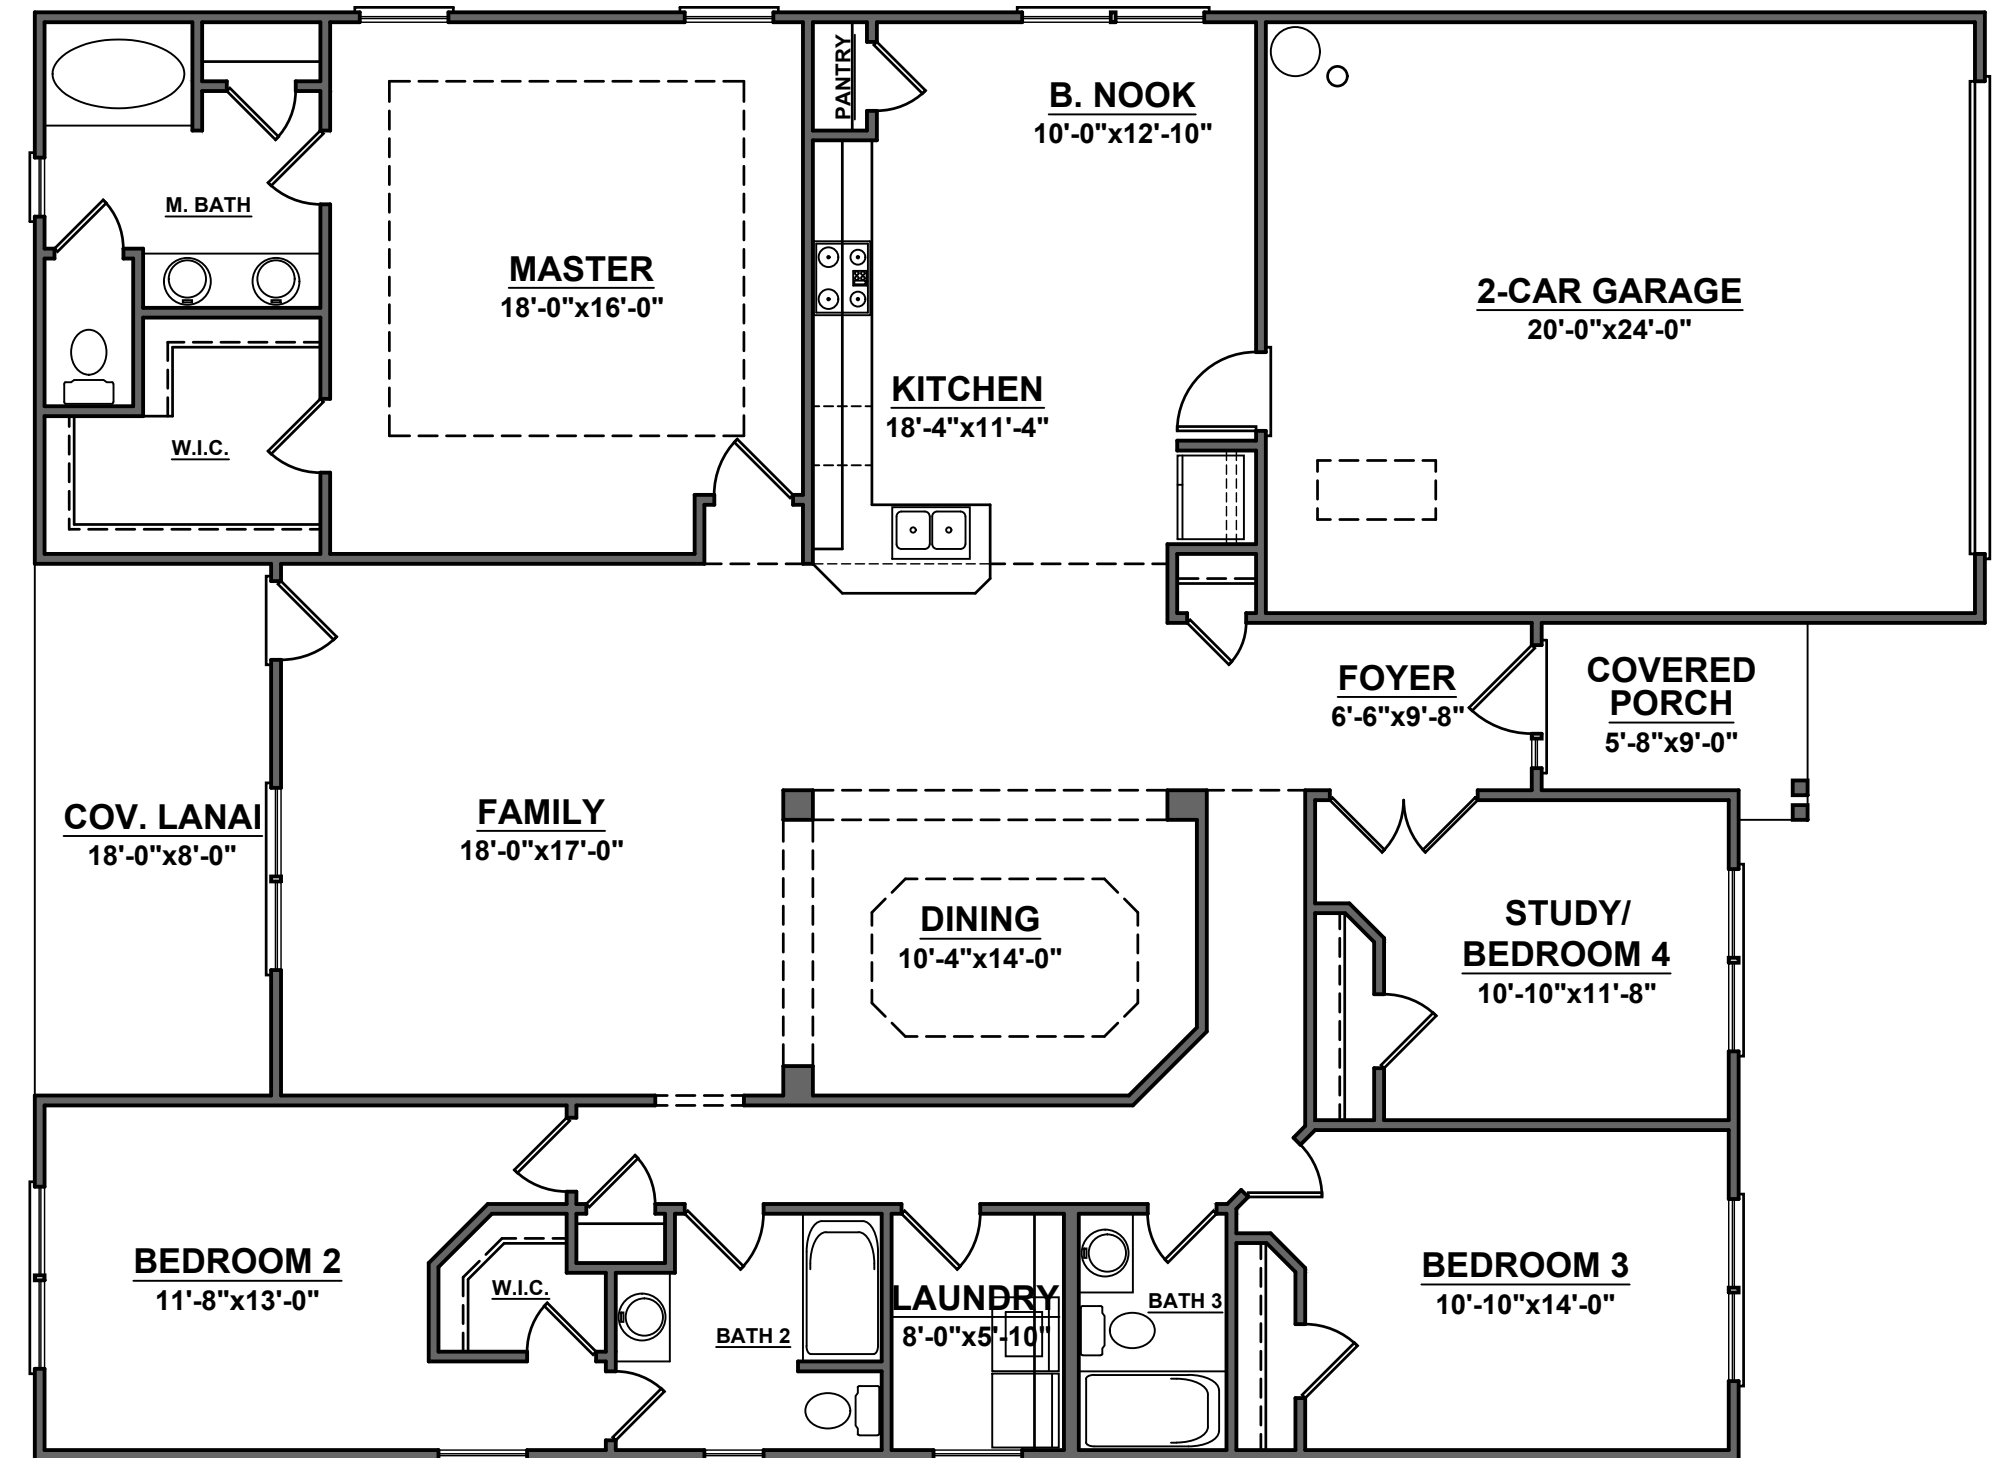 PANTRY
B. NOOK
10'-0"x12'-10"
M. BATH
MASTER
18'-0"x16'-0"
2-CAR GARAGE
20'-0"x24'-0"
KITCHEN
18'-4"x11'-4"
W.I.C.
FOYER
6'-6"x9'-8"
COVERED
PORCH
5'-8"x9'-0"
COV. LANAI
18'-0"x8'-0"
FAMILY
18'-0"x17'-0"
DINING
10'-4"x14'-0"
STUDY/
BEDROOM 4
10'-10"x11'-8"
BEDROOM 2
11'-8"x13'-0"
W.I.C.
BATH 2
LAUNDRY
8'-0"x5'-10"
BATH 3
BEDROOM 3
10'-10"x14'-0"